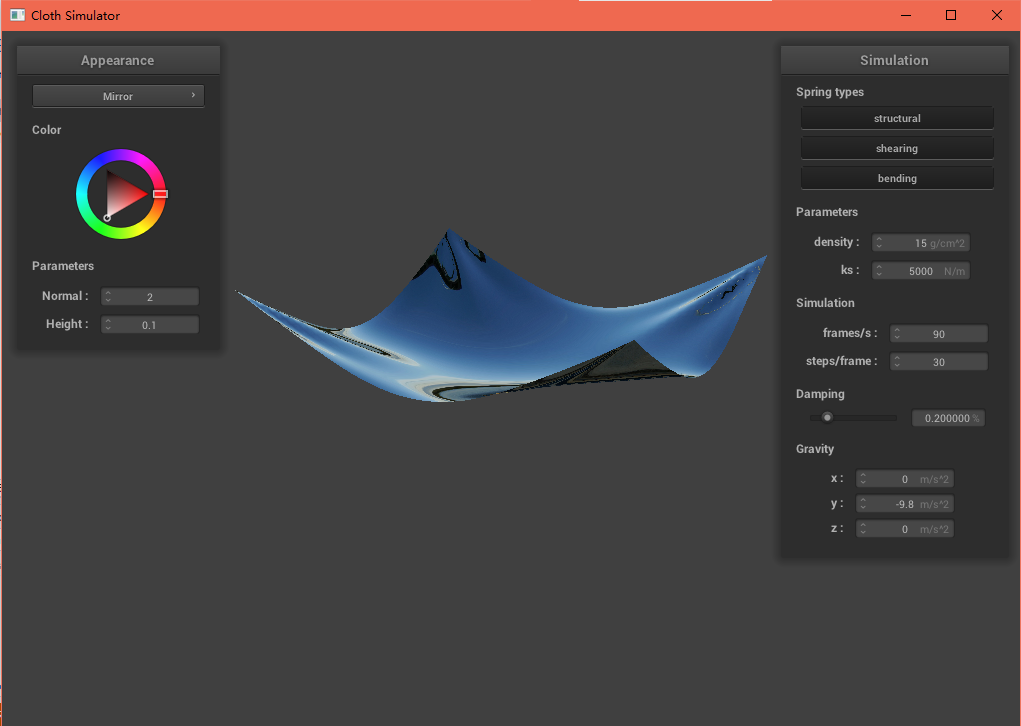 Cloth Simulator
Appearance
Mirror
Color
Parameters
Normal : 2
Height : 0.1
Simulation
Spring types
structural
shearing
bending
Parameters
density : 15 g/cm^2
ks : 5000 N/m
Simulation
frames/s : 90
steps/frame : 30
Damping
0.200000 %
Gravity
x : 0 m/s^2
y : -9.8 m/s^2
z : 0 m/s^2